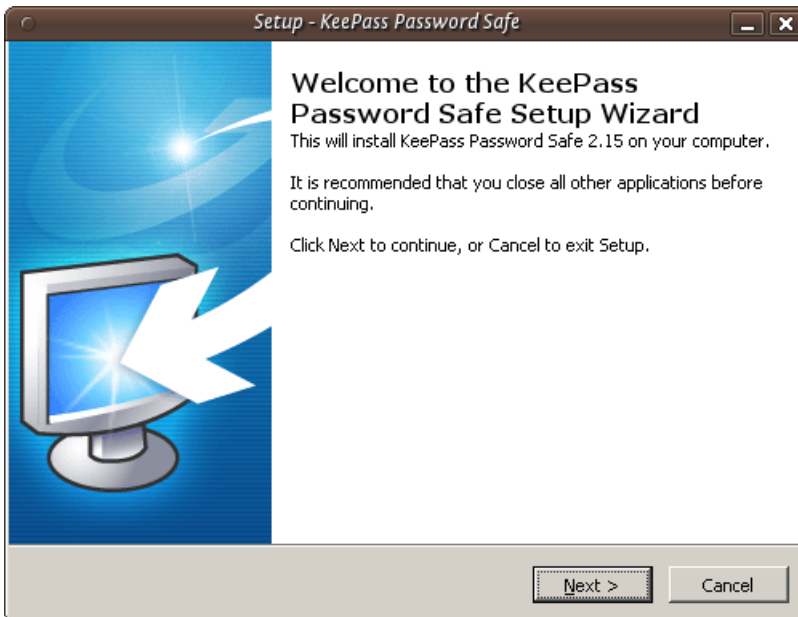 Setup - KeePass Password Safe
Welcome to the KeePass
Password Safe Setup Wizard
This will install KeePass Password Safe 2.15 on your computer.
It is recommended that you close all other applications before
continuing.
Click Next to continue, or Cancel to exit Setup.
Next >
Cancel